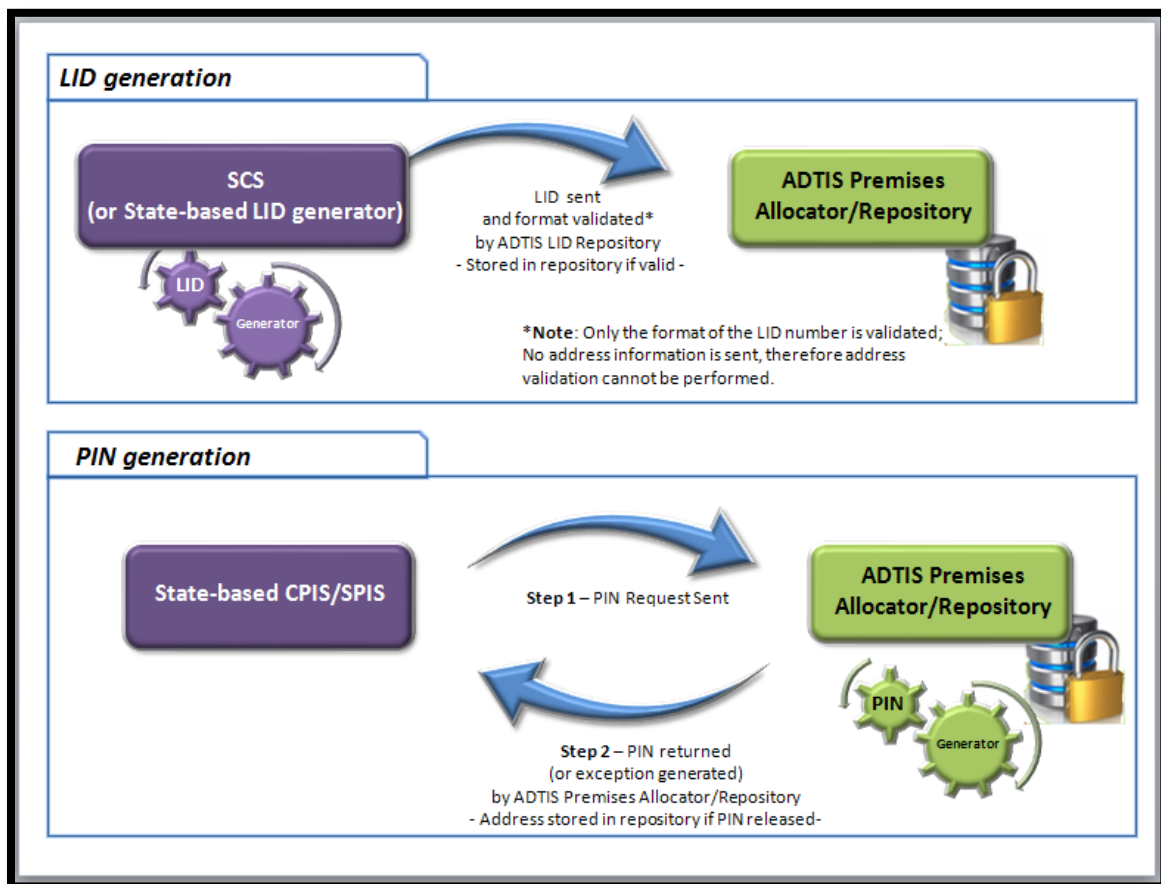 LID generation
SCS
(or State-based LID generator)
LID
Generator
LID sent
and format validated*
by ADTIS LID Repository
- Stored in repository if valid -
ADTIS Premises
Allocator/Repository
*Note: Only the format of the LID number is validated;
No address information is sent, therefore address
validation cannot be performed.
PIN generation
State-based CPIS/SPIS
Step 1 – PIN Request Sent
ADTIS Premises
Allocator/Repository
PIN
Generator
Step 2 – PIN returned
(or exception generated)
by ADTIS Premises Allocator/Repository
- Address stored in repository if PIN released-